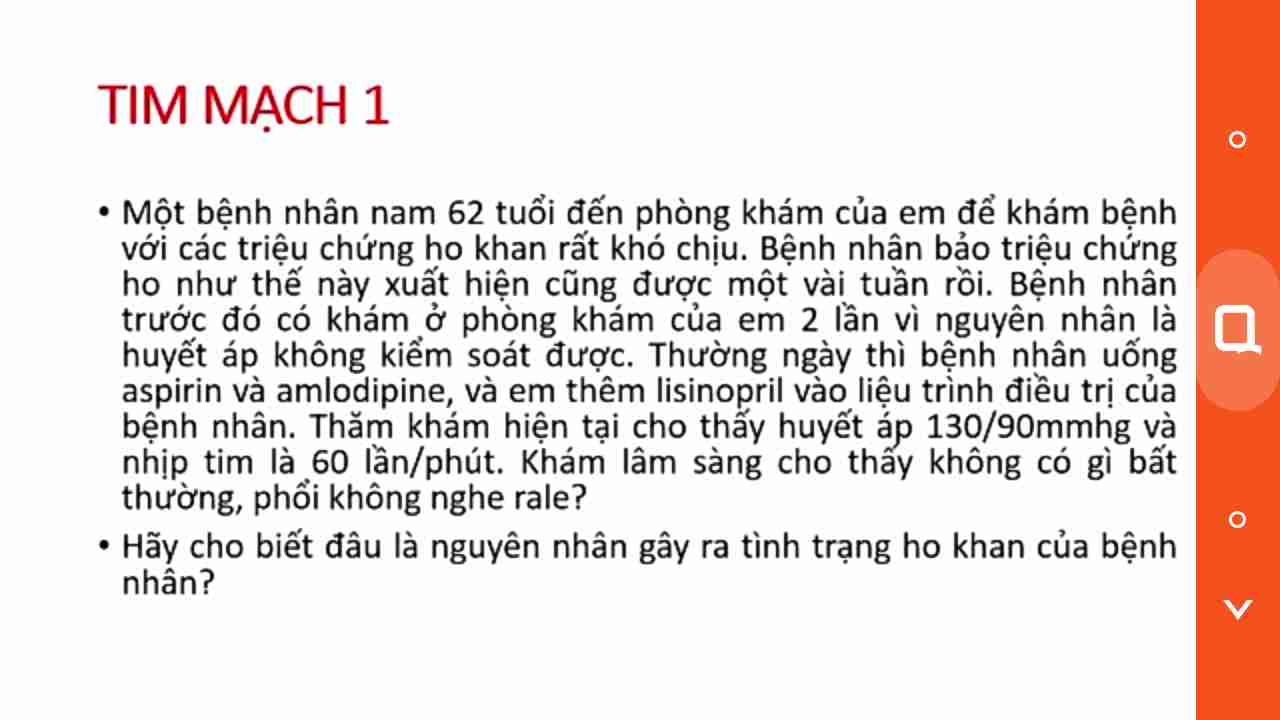 TIM MẠCH 1
• Một bệnh nhân nam 62 tuổi đến phòng khám của em để khám bệnh
với các triệu chứng ho khan rất khó chịu. Bệnh nhân bảo triệu chứng
ho như thế này xuất hiện cũng được một vài tuần rồi. Bệnh nhân
trước đó có khám ở phòng khám của em 2 lần vì nguyên nhân là
huyết áp không kiểm soát được. Thường ngày thì bệnh nhân uống
aspirin và amlodipine, và em thêm lisinopril vào liệu trình điều trị của
bệnh nhân. Thăm khám hiện tại cho thấy huyết áp 130/90mmhg và
nhịp tim là 60 lần/phút. Khám lâm sàng cho thấy không có gì bất
thường, phổi không nghe rale?
• Hãy cho biết đâu là nguyên nhân gây ra tình trạng ho khan của bệnh
nhân?